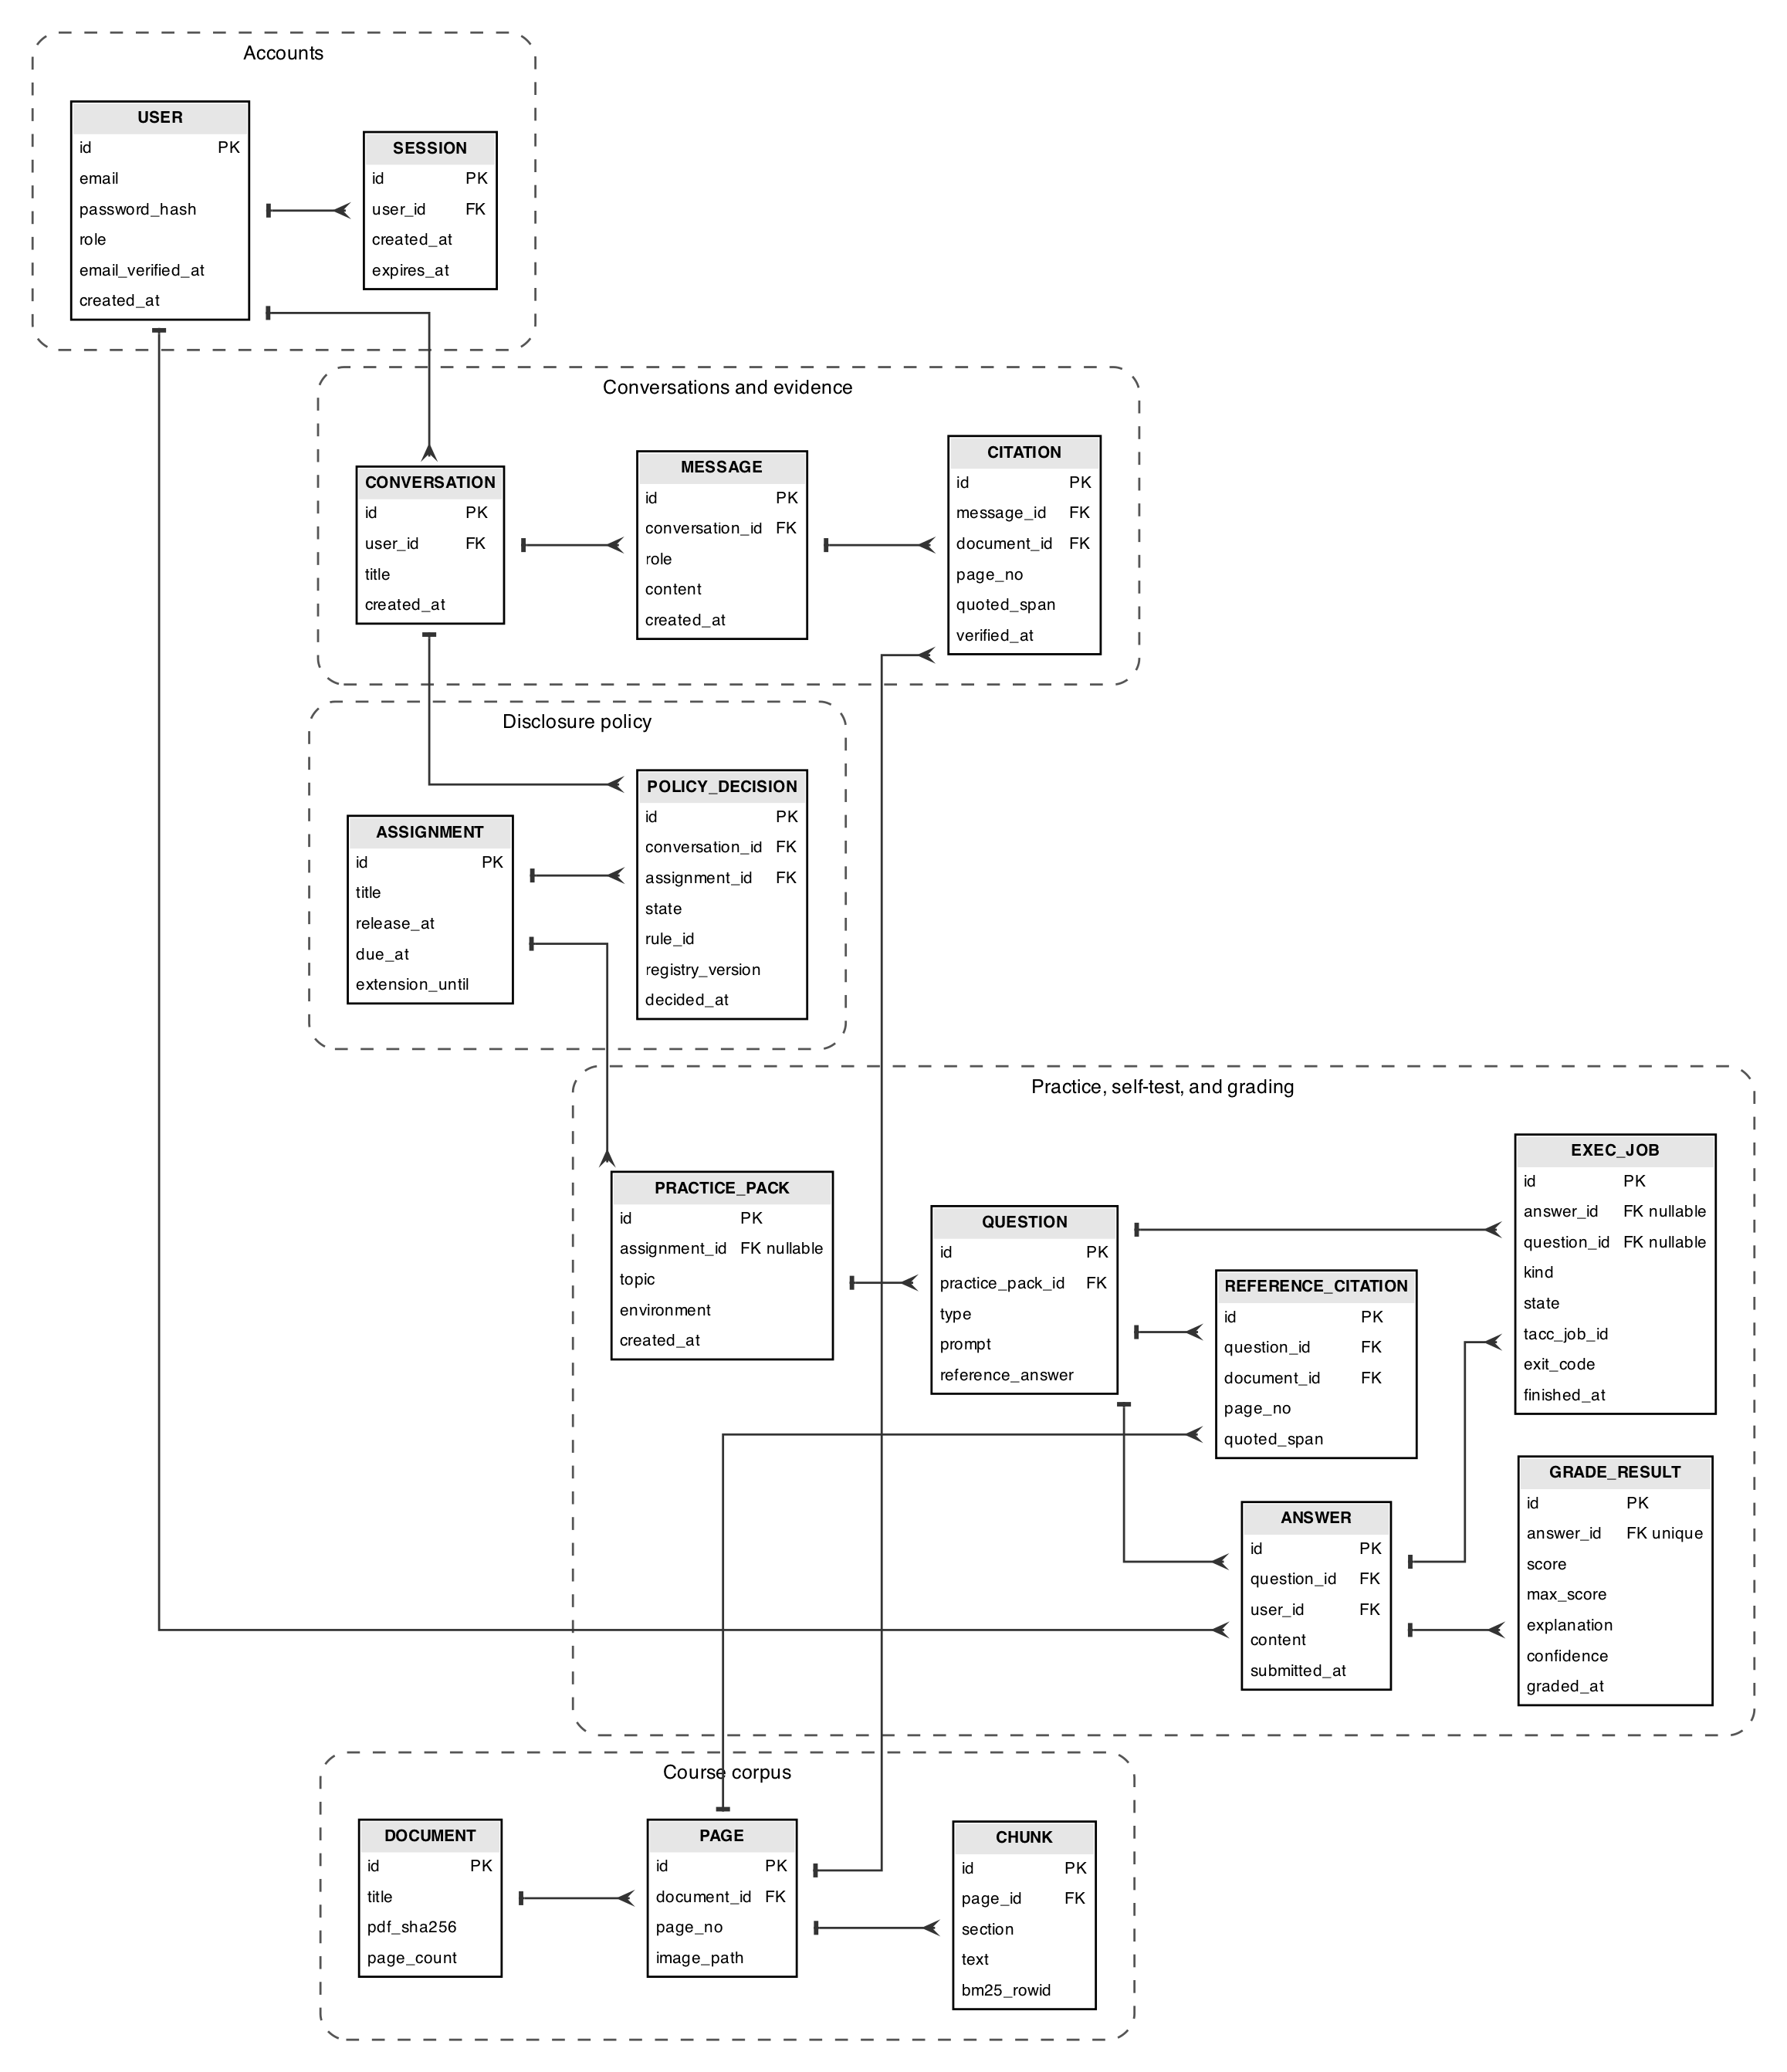 Accounts
USER
id PK
email
password_hash
role
email_verified_at
created_at
SESSION
id PK
user_id FK
created_at
expires_at
Conversations and evidence
CONVERSATION
id PK
user_id FK
title
created_at
MESSAGE
id PK
conversation_id FK
role
content
created_at
CITATION
id PK
message_id FK
document_id FK
page_no
quoted_span
verified_at
Disclosure policy
ASSIGNMENT
id PK
title
release_at
due_at
extension_until
POLICY_DECISION
id PK
conversation_id FK
assignment_id FK
state
rule_id
registry_version
decided_at
Practice, self-test, and grading
PRACTICE_PACK
id PK
assignment_id FK nullable
topic
environment
created_at
QUESTION
id PK
practice_pack_id FK
type
prompt
reference_answer
REFERENCE_CITATION
id PK
question_id FK
document_id FK
page_no
quoted_span
EXEC_JOB
id PK
answer_id FK nullable
question_id FK nullable
kind
state
tacc_job_id
exit_code
finished_at
ANSWER
id PK
question_id FK
user_id FK
content
submitted_at
GRADE_RESULT
id PK
answer_id FK unique
score
max_score
explanation
confidence
graded_at
Course corpus
DOCUMENT
id PK
title
pdf_sha256
page_count
PAGE
id PK
document_id FK
page_no
image_path
CHUNK
id PK
page_id FK
section
text
bm25_rowid